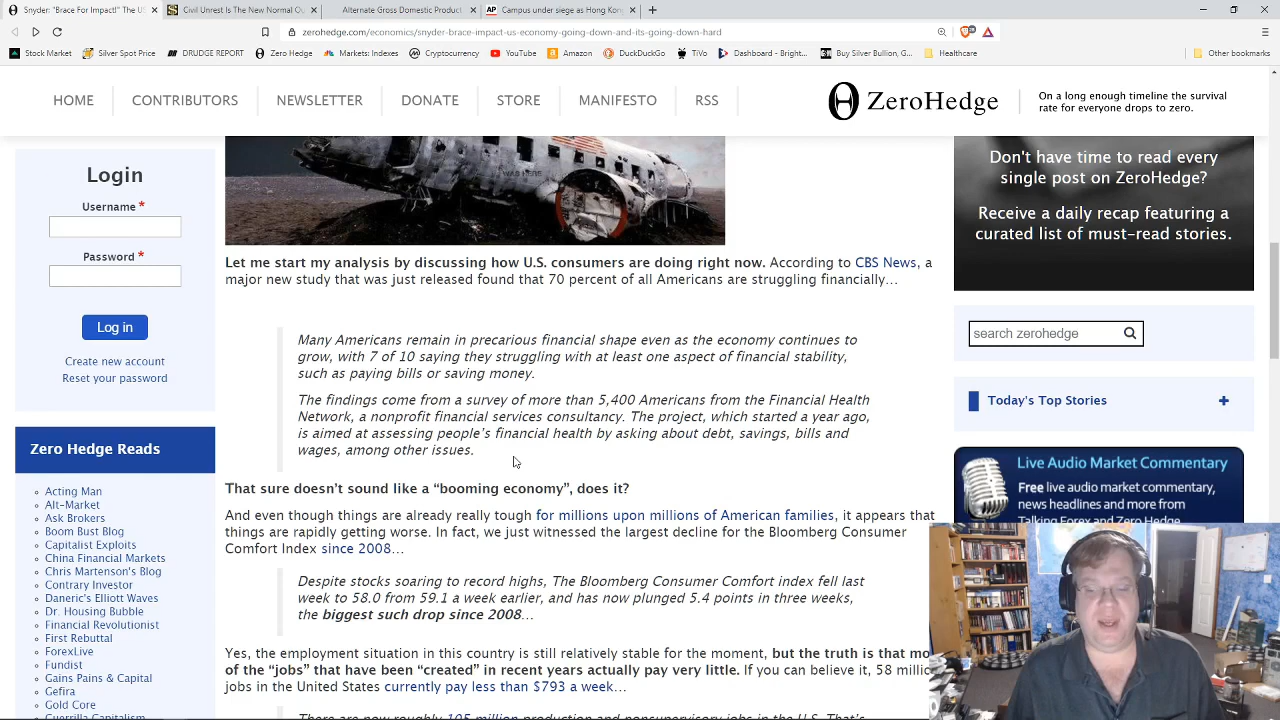 Snyder: "Brace For Impact!" The US
Civil Unrest Is The New Normal Ou
Alternate Gross Domestic Product
AP Campus under siege as Hong Kong
zerohedge.com/economics/snyder-brace-impact-us-economy-going-down-and-its-going-down-hard
Stock Market
Silver Spot Price
DRUDGE REPORT
ZeroHedge
Markets: Indexes
Cryptocurrency
YouTube
Amazon
DuckDuckGo
TiVo
Dashboard - Bright...
Buy Silver Bullion, G...
Healthcare
Other bookmarks
HOME
CONTRIBUTORS
NEWSLETTER
DONATE
STORE
MANIFESTO
RSS
ZeroHedge
On a long enough timeline the survival
rate for everyone drops to zero.
Login
Username *
Password *
Log in
Create new account
Reset your password
Zero Hedge Reads
Acting Man
Alt-Market
Ask Brokers
Boom Bust Blog
Capitalist Exploits
China Financial Markets
Chris Martenson's Blog
Contrary Investor
Daneric's Elliott Waves
Dr. Housing Bubble
Financial Revolutionist
First Rebuttal
ForexLive
Fundist
Gains Pains & Capital
Gefira
Gold Core
Guerrilla Capitalism
WAS HERE
Let me start my analysis by discussing how U.S. consumers are doing right now. According to CBS News, a
major new study that was just released found that 70 percent of all Americans are struggling financially…
Many Americans remain in precarious financial shape even as the economy continues to
grow, with 7 of 10 saying they struggling with at least one aspect of financial stability,
such as paying bills or saving money.
The findings come from a survey of more than 5,400 Americans from the Financial Health
Network, a nonprofit financial services consultancy. The project, which started a year ago,
is aimed at assessing people's financial health by asking about debt, savings, bills and
wages, among other issues.
That sure doesn't sound like a “booming economy”, does it?
And even though things are already really tough for millions upon millions of American families, it appears that
things are rapidly getting worse. In fact, we just witnessed the largest decline for the Bloomberg Consumer
Comfort Index since 2008…
Despite stocks soaring to record highs, The Bloomberg Consumer Comfort index fell last
week to 58.0 from 59.1 a week earlier, and has now plunged 5.4 points in three weeks,
the biggest such drop since 2008…
Yes, the employment situation in this country is still relatively stable for the moment, but the truth is that mo
of the “jobs” that have been “created” in recent years actually pay very little. If you can believe it, 58 milli
jobs in the United States currently pay less than $793 a week…
There are now roughly 105 million production and nonsupervisory jobs in the U.S. That's
Don't have time to read every
single post on ZeroHedge?
Receive a daily recap featuring a
curated list of must-read stories.
search zerohedge
Today's Top Stories
Live Audio Market Commentary
Free live audio market commentary,
news headlines and more from
Talking Forex and Zero Hedge